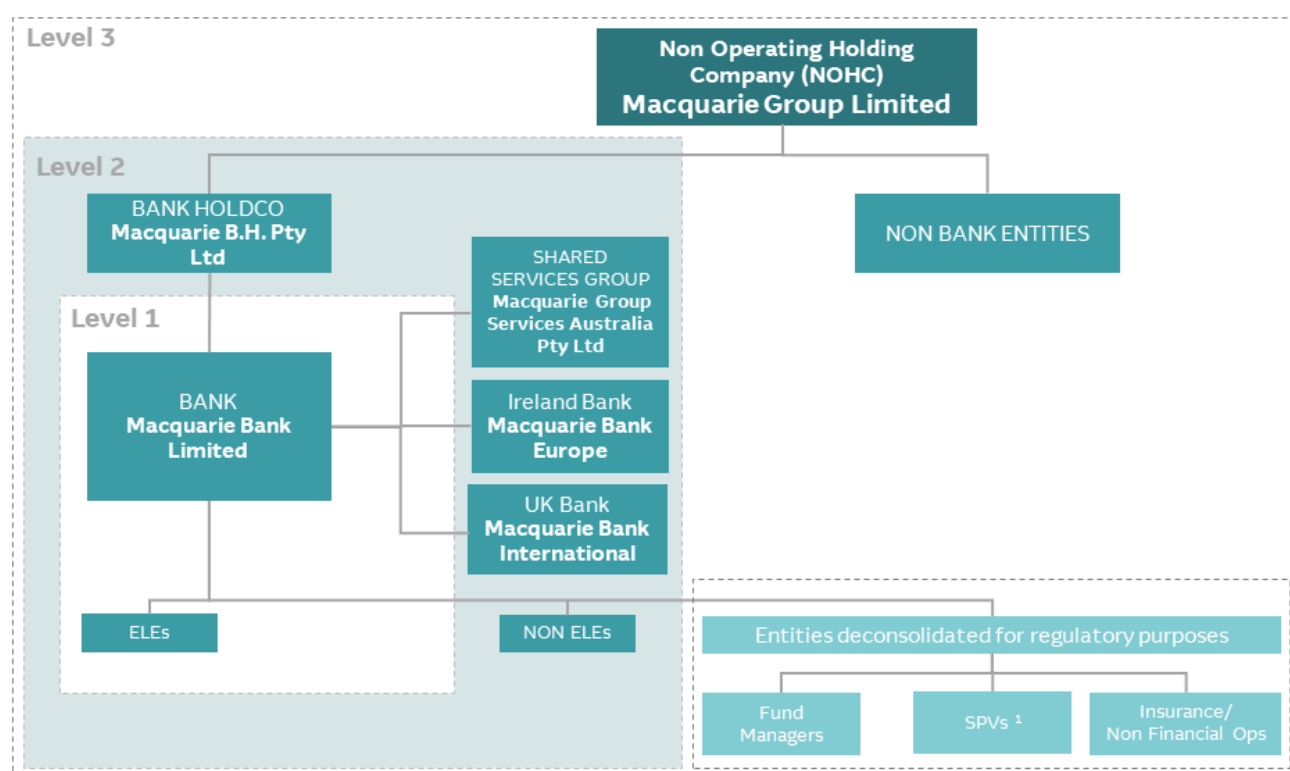 Level 3
Non Operating Holding
Company (NOHC)
Macquarie Group Limited
Level 2
BANK HOLDCO
Macquarie B.H. Pty
Ltd
NON BANK ENTITIES
SHARED
SERVICES GROUP
Macquarie Group
Services Australia
Pty Ltd
Level 1
BANK
Macquarie Bank
Limited
Ireland Bank
Macquarie Bank
Europe
UK Bank
Macquarie Bank
International
ELEs
NON ELEs
Entities deconsolidated for regulatory purposes
Fund
Managers
SPVs ¹
Insurance/
Non Financial Ops